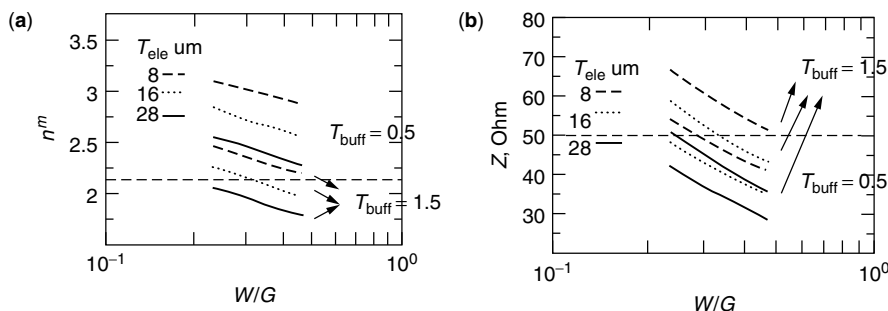 (a)
T_ele um
8
16
28
n^m
3.5
3
2.5
2
1.5
T_buff = 0.5
T_buff = 1.5
10^−1
10^0
W/G
(b)
80
70
60
50
40
30
Z, Ohm
T_ele um
8
16
28
T_buff = 1.5
T_buff = 0.5
10^−1
10^0
W/G